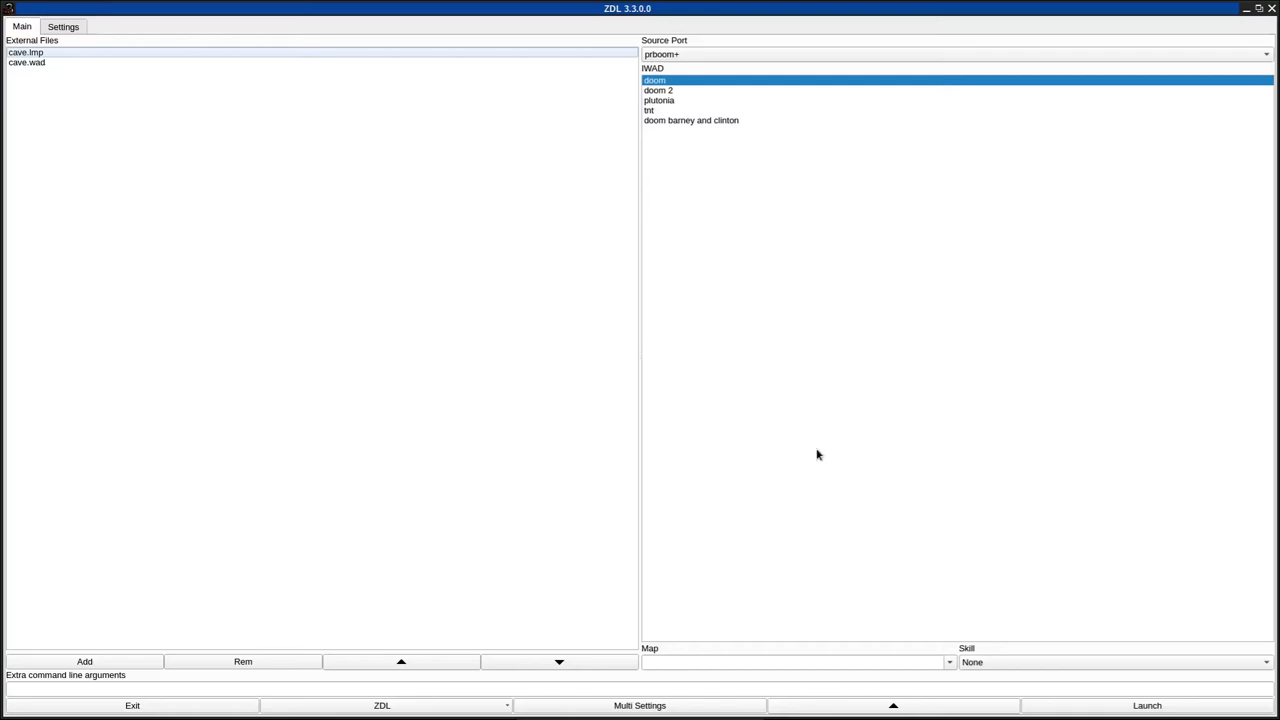 ZDL 3.3.0.0
Main
Settings
External Files
cave.lmp
cave.wad
Source Port
prboom+
IWAD
doom
doom 2
plutonia
tnt
doom barney and clinton
Map
Skill
None
Add
Rem
Extra command line arguments
Exit
ZDL
Multi Settings
Launch